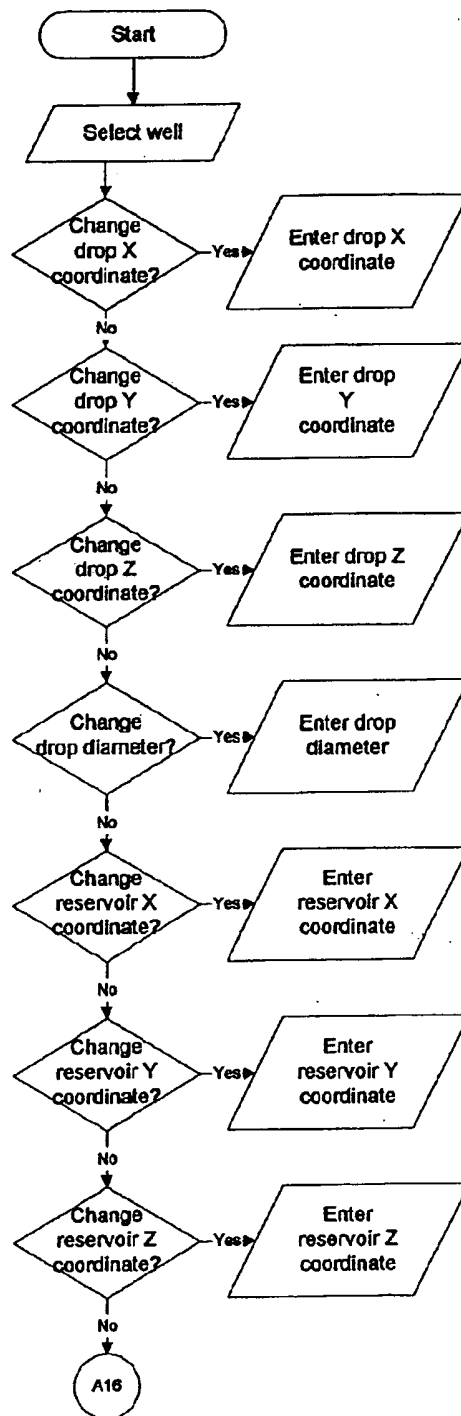 Start
Select well
Change
drop X
coordinate?
Yes
Enter drop X
coordinate
No
Change
drop Y
coordinate?
Yes
Enter drop
Y
coordinate
No
Change
drop Z
coordinate?
Yes
Enter drop Z
coordinate
No
Change
drop diameter?
Yes
Enter drop
diameter
No
Change
reservoir X
coordinate?
Yes
Enter
reservoir X
coordinate
No
Change
reservoir Y
coordinate?
Yes
Enter
reservoir Y
coordinate
No
Change
reservoir Z
coordinate?
Yes
Enter
reservoir Z
coordinate
No
A16